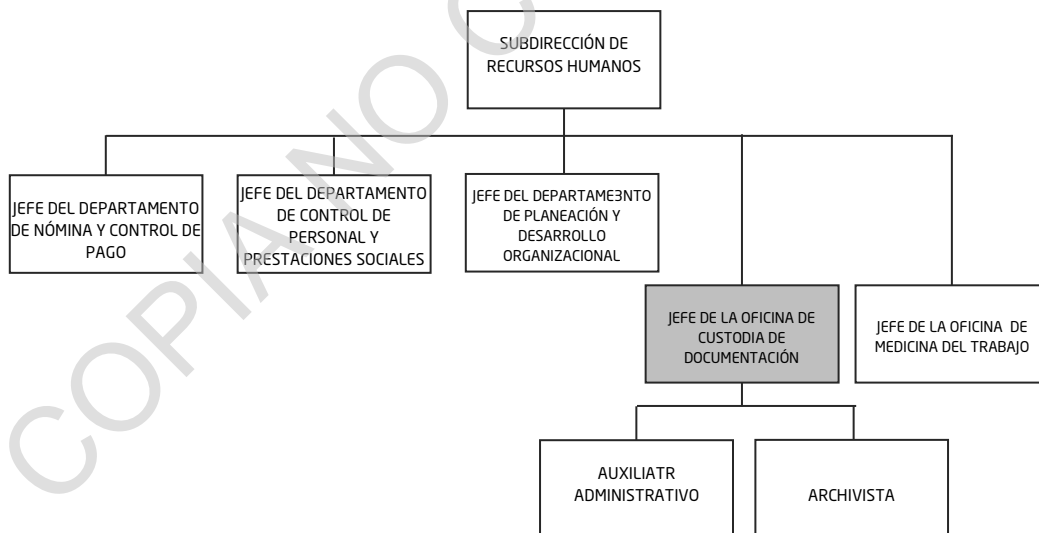 SUBDIRECCIÓN DE
RECURSOS HUMANOS
JEFE DEL DEPARTAMENTO
DE NÓMINA Y CONTROL DE
PAGO
JEFE DEL DEPARTAMENTO
DE CONTROL DE
PERSONAL Y
PRESTACIONES SOCIALES
JEFE DEL DEPARTAME3NTO
DE PLANEACIÓN Y
DESARROLLO
ORGANIZACIONAL
JEFE DE LA OFICINA DE
CUSTODIA DE
DOCUMENTACIÓN
JEFE DE LA OFICINA DE
MEDICINA DEL TRABAJO
AUXILIATR
ADMINISTRATIVO
ARCHIVISTA
COPIA NO C